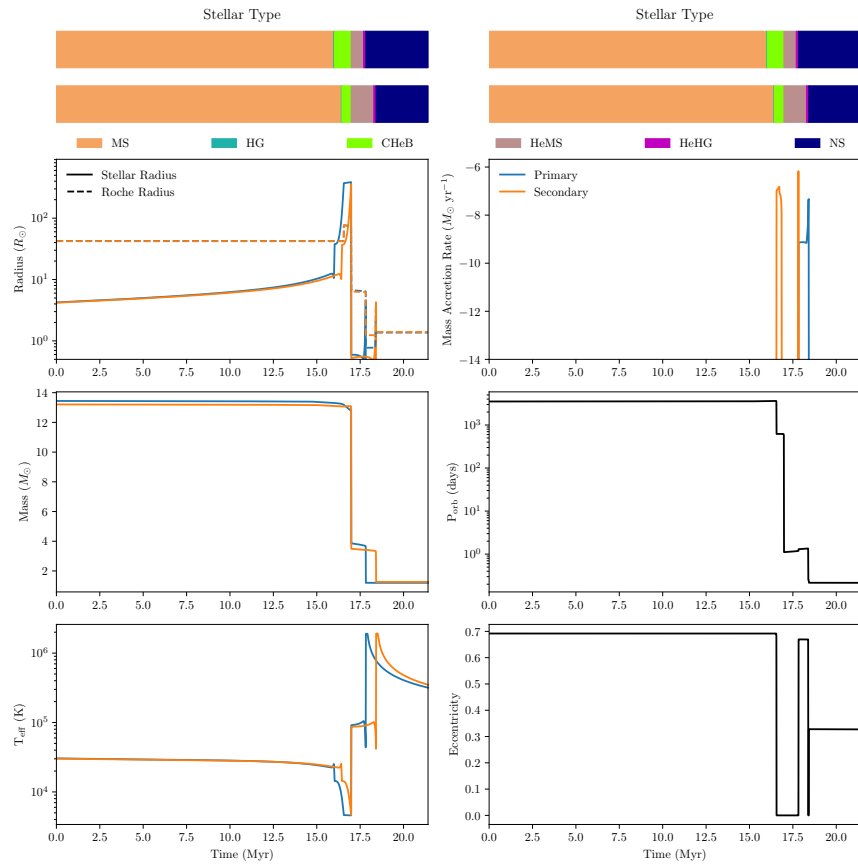 Stellar Type
Stellar Type
MS HG CHeB HeMS HeHG NS
Stellar Radius
Roche Radius
Radius (R☉)
10²
10¹
10⁰
0.0 2.5 5.0 7.5 10.0 12.5 15.0 17.5 20.0
Primary
Secondary
Mass Accretion Rate (M☉ yr⁻¹)
−6
−8
−10
−12
−14
0.0 2.5 5.0 7.5 10.0 12.5 15.0 17.5 20.0
Mass (M☉)
14
12
10
8
6
4
2
0.0 2.5 5.0 7.5 10.0 12.5 15.0 17.5 20.0
Porb (days)
10³
10²
10¹
10⁰
0.0 2.5 5.0 7.5 10.0 12.5 15.0 17.5 20.0
Teff (K)
10⁶
10⁵
10⁴
0.0 2.5 5.0 7.5 10.0 12.5 15.0 17.5 20.0
Time (Myr)
Eccentricity
0.7
0.6
0.5
0.4
0.3
0.2
0.1
0.0
0.0 2.5 5.0 7.5 10.0 12.5 15.0 17.5 20.0
Time (Myr)